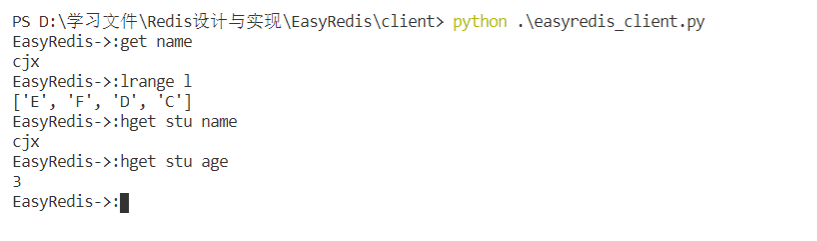 PS D:\学习文件\Redis设计与实现\EasyRedis\client> python .\easyredis_client.py
EasyRedis->:get name
cjx
EasyRedis->:lrange l
['E', 'F', 'D', 'C']
EasyRedis->:hget stu name
cjx
EasyRedis->:hget stu age
3
EasyRedis->: